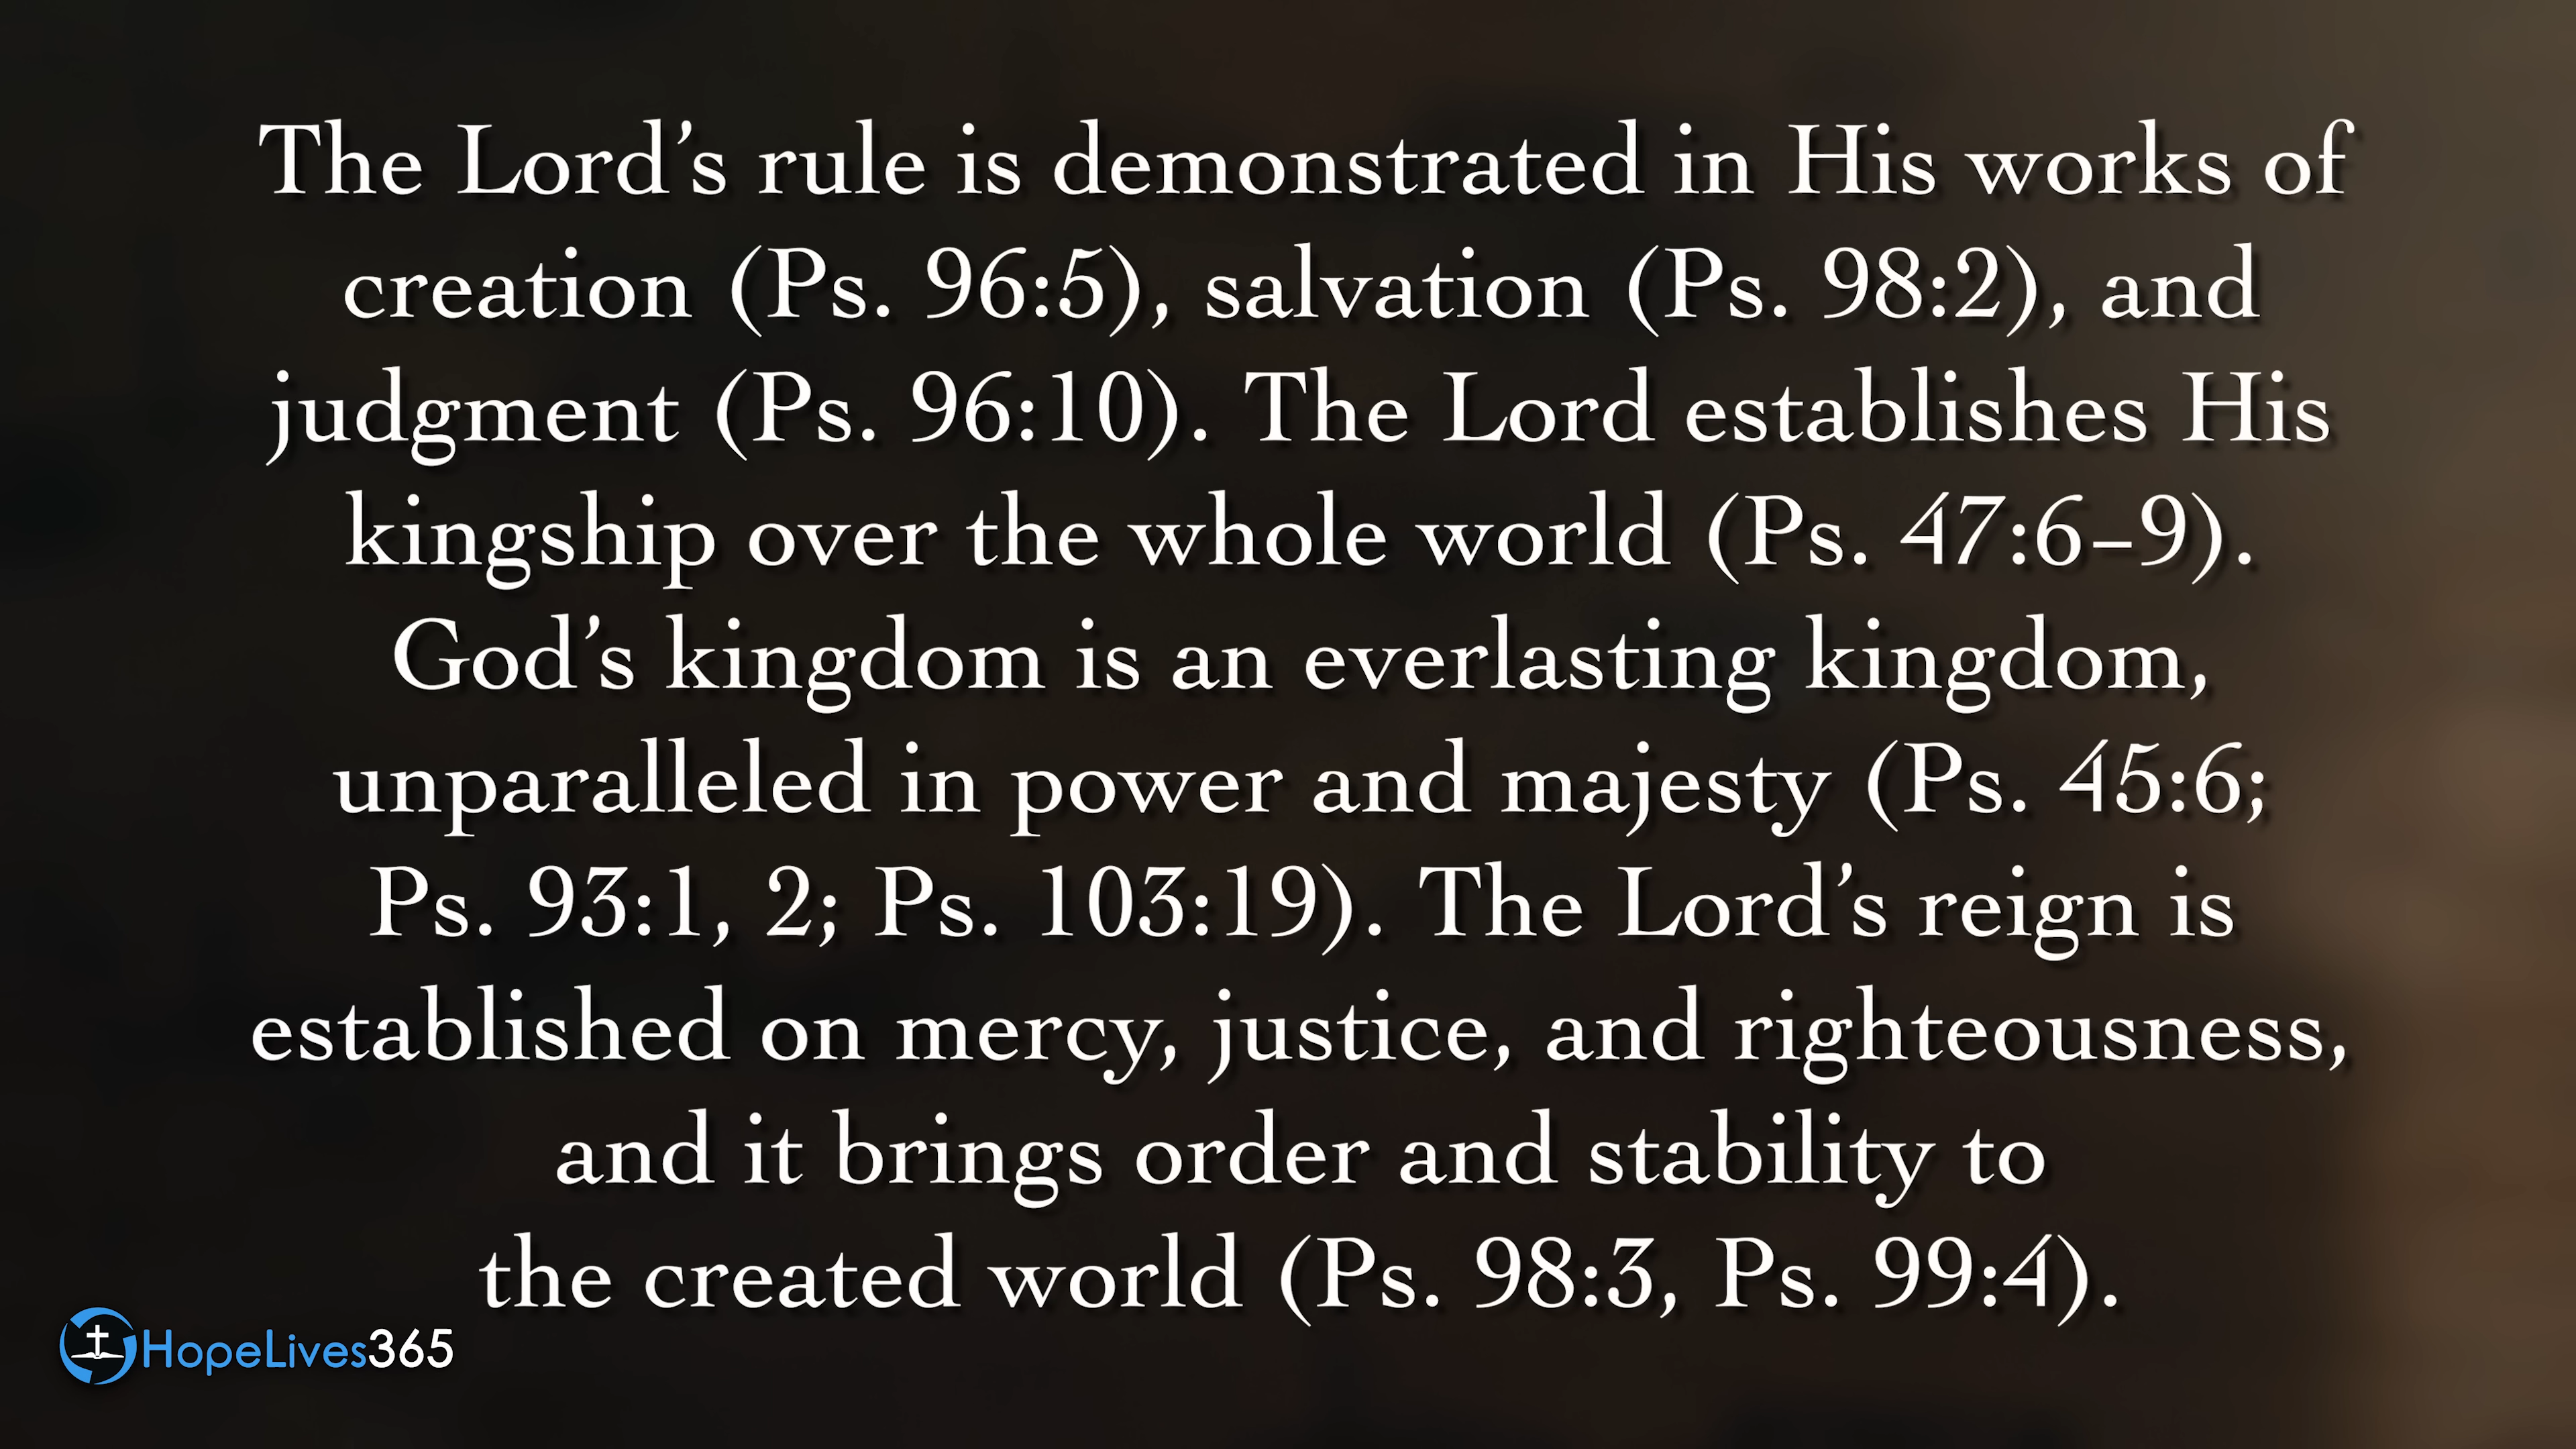 The Lord’s rule is demonstrated in His works of
creation (Ps. 96:5), salvation (Ps. 98:2), and
judgment (Ps. 96:10). The Lord establishes His
kingship over the whole world (Ps. 47:6–9).
God’s kingdom is an everlasting kingdom,
unparalleled in power and majesty (Ps. 45:6;
Ps. 93:1, 2; Ps. 103:19). The Lord’s reign is
established on mercy, justice, and righteousness,
and it brings order and stability to
the created world (Ps. 98:3, Ps. 99:4).
HopeLives365